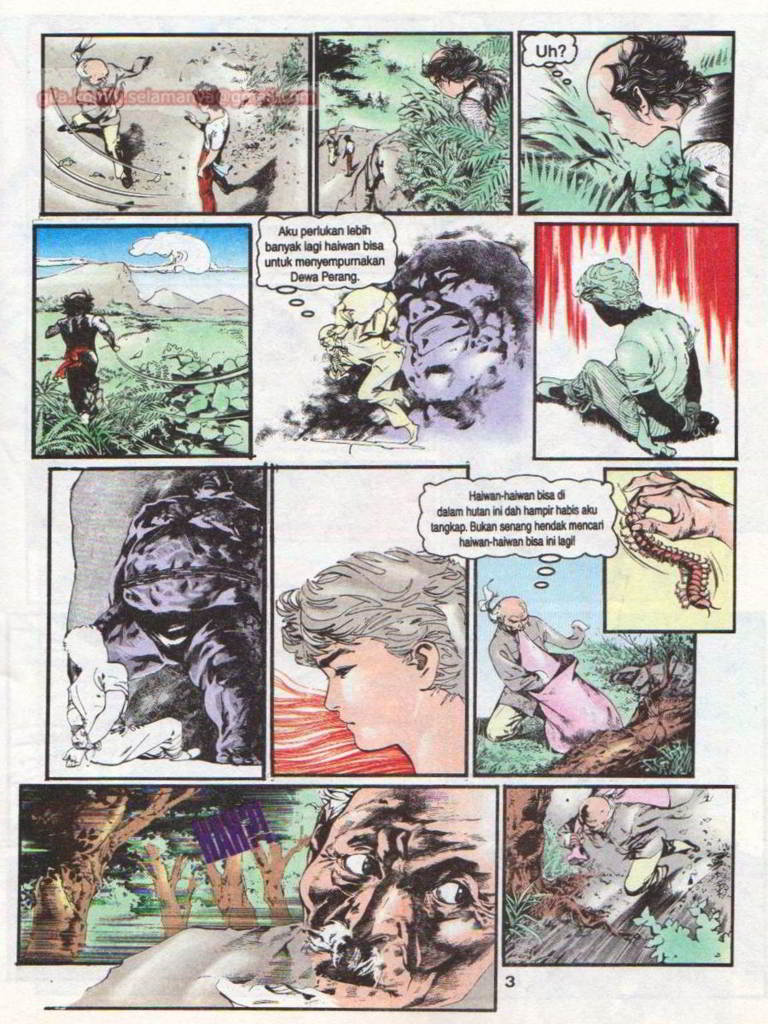 Uh?
Aku perlukan lebih
banyak lagi haiwan bisa
untuk menyempurnakan
Dewa Perang.
Haiwan-haiwan bisa di
dalam hutan ini dah hampir habis aku
tangkap. Bukan senang hendak mencari
haiwan-haiwan bisa ini lagi!
HAH?!
3